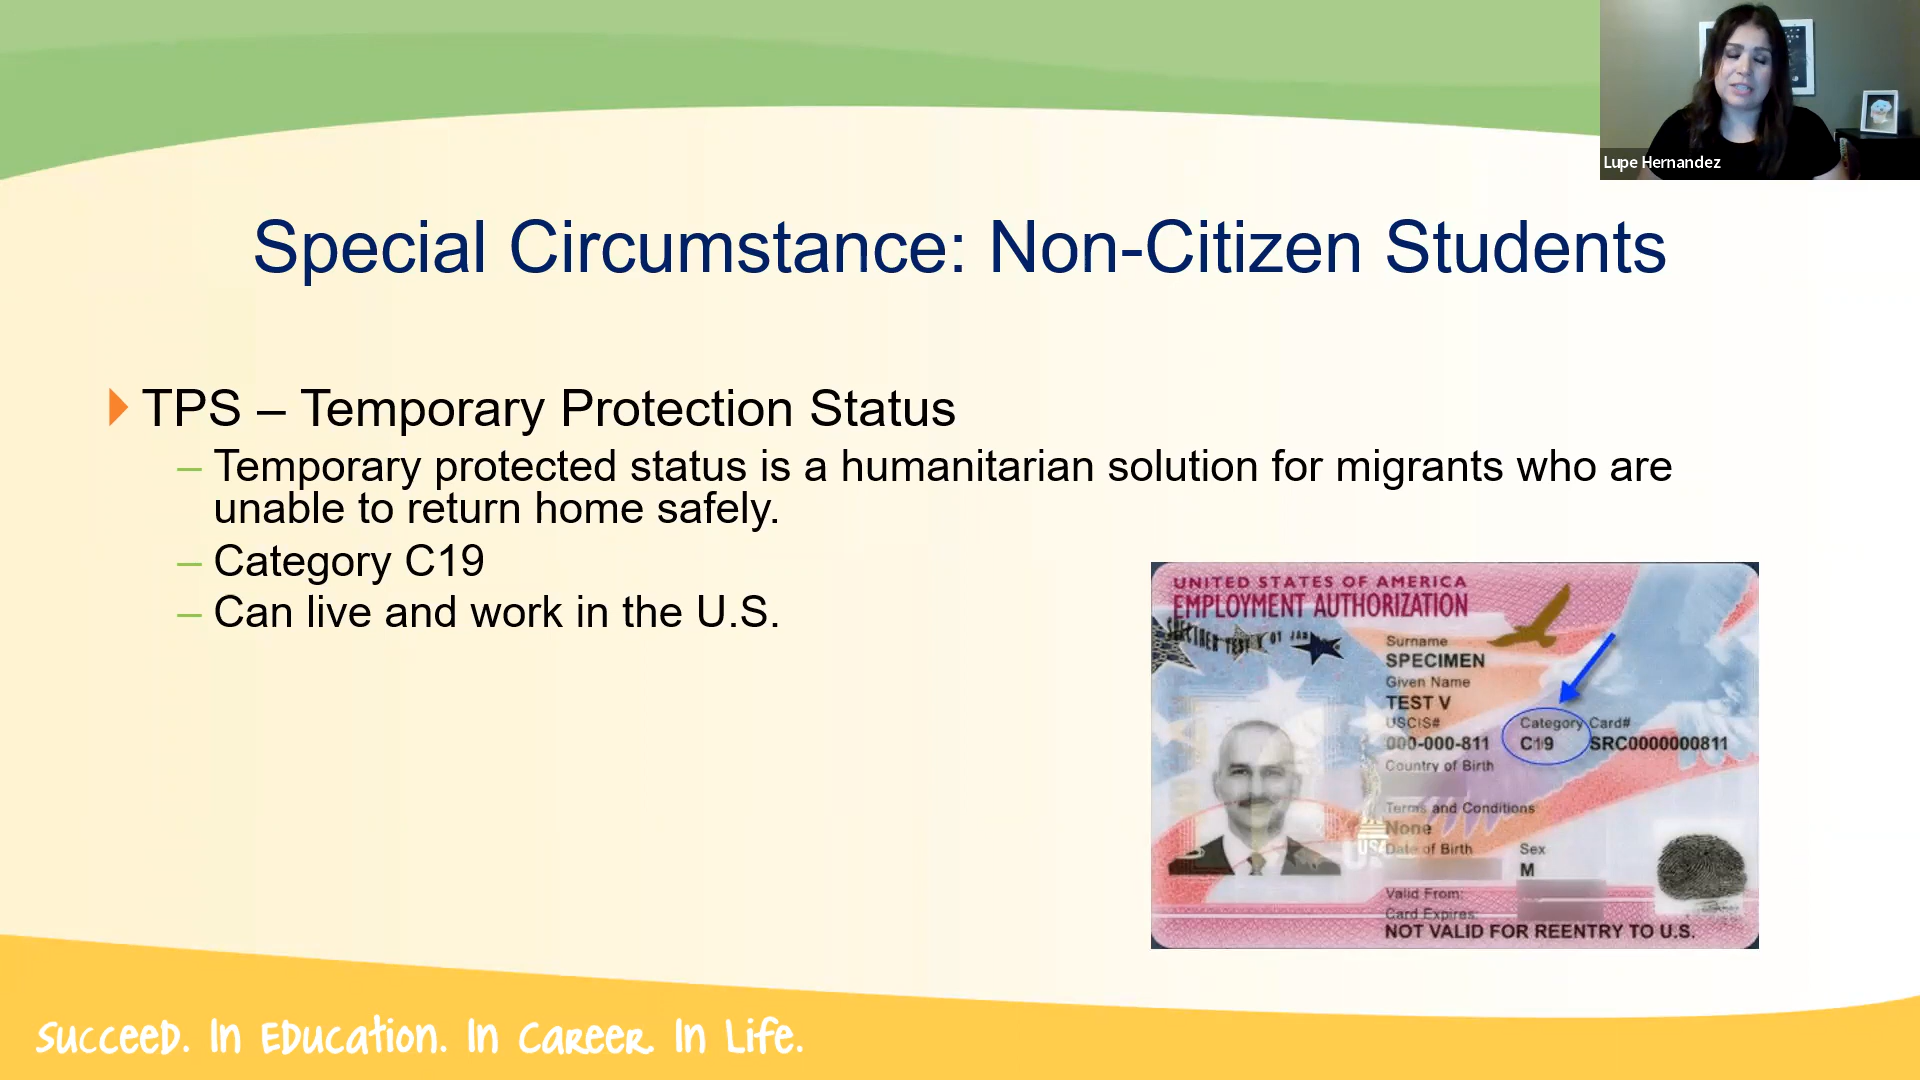 Lupe Hernandez
Special Circumstance: Non-Citizen Students
TPS – Temporary Protection Status
– Temporary protected status is a humanitarian solution for migrants who are
unable to return home safely.
– Category C19
– Can live and work in the U.S.
UNITED STATES OF AMERICA
EMPLOYMENT AUTHORIZATION
Surname
SPECIMEN
Given Name
TEST V
USCIS# Category Card#
000-000-811 C19 SRC0000000811
Country of Birth
Terms and Conditions
None
USA
Date of Birth Sex
M
Valid From:
Card Expires:
NOT VALID FOR REENTRY TO U.S.
Succeed. In Education. In Career. In Life.